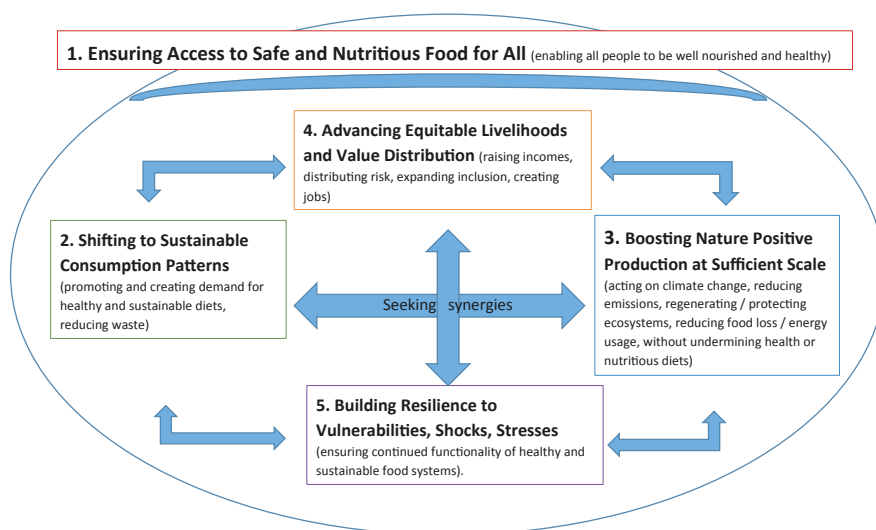 1. Ensuring Access to Safe and Nutritious Food for All (enabling all people to be well nourished and healthy)
4. Advancing Equitable Livelihoods
and Value Distribution (raising incomes,
distributing risk, expanding inclusion, creating
jobs)
2. Shifting to Sustainable
Consumption Patterns
(promoting and creating demand for
healthy and sustainable diets,
reducing waste)
3. Boosting Nature Positive
Production at Sufficient Scale
(acting on climate change, reducing
emissions, regenerating / protecting
ecosystems, reducing food loss / energy
usage, without undermining health or
nutritious diets)
Seeking synergies
5. Building Resilience to
Vulnerabilities, Shocks, Stresses
(ensuring continued functionality of healthy and
sustainable food systems).